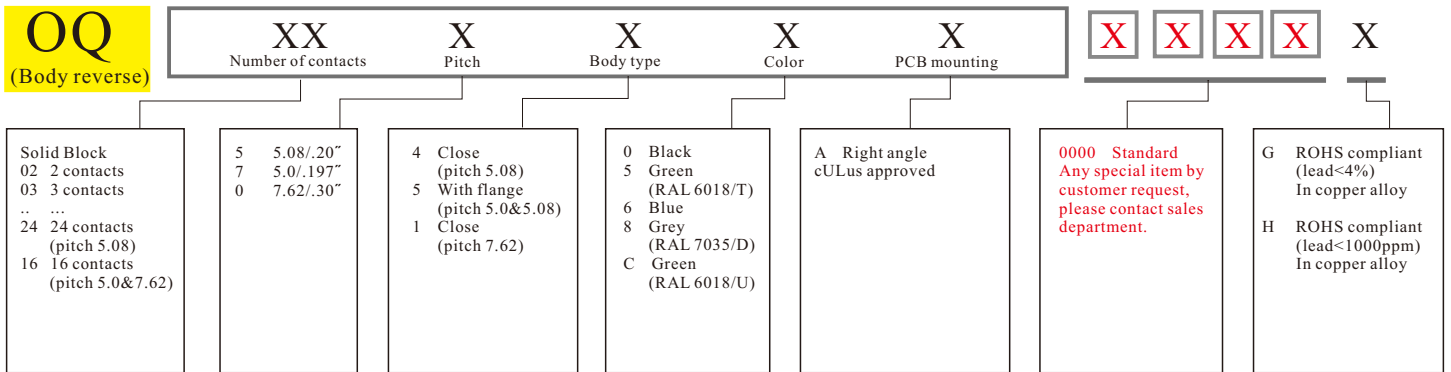 OQ
(Body reverse)
XX
Number of contacts
X
Pitch
X
Body type
X
Color
X
PCB mounting
X X X X
X
Solid Block
02 2 contacts
03 3 contacts
.. ...
24 24 contacts
(pitch 5.08)
16 16 contacts
(pitch 5.0&7.62)
5 5.08/.20″
7 5.0/.197″
0 7.62/.30″
4 Close
(pitch 5.08)
5 With flange
(pitch 5.0&5.08)
1 Close
(pitch 7.62)
0 Black
5 Green
(RAL 6018/T)
6 Blue
8 Grey
(RAL 7035/D)
C Green
(RAL 6018/U)
A Right angle
cULus approved
0000 Standard
Any special item by
customer request,
please contact sales
department.
G ROHS compliant
(lead<4%)
In copper alloy
H ROHS compliant
(lead<1000ppm)
In copper alloy